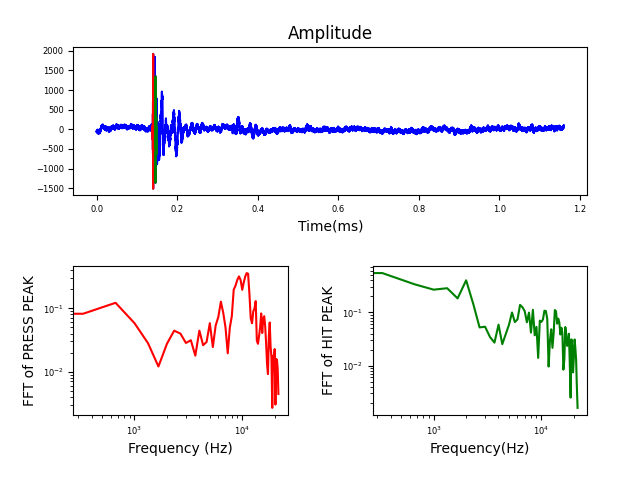 Amplitude
2000
1500
1000
500
0
−500
−1000
−1500
0.0 0.2 0.4 0.6 0.8 1.0 1.2
Time(ms)
FFT of PRESS PEAK
10⁻¹
10⁻²
10³ 10⁴
Frequency (Hz)
FFT of HIT PEAK
10⁻¹
10⁻²
10³ 10⁴
Frequency(Hz)